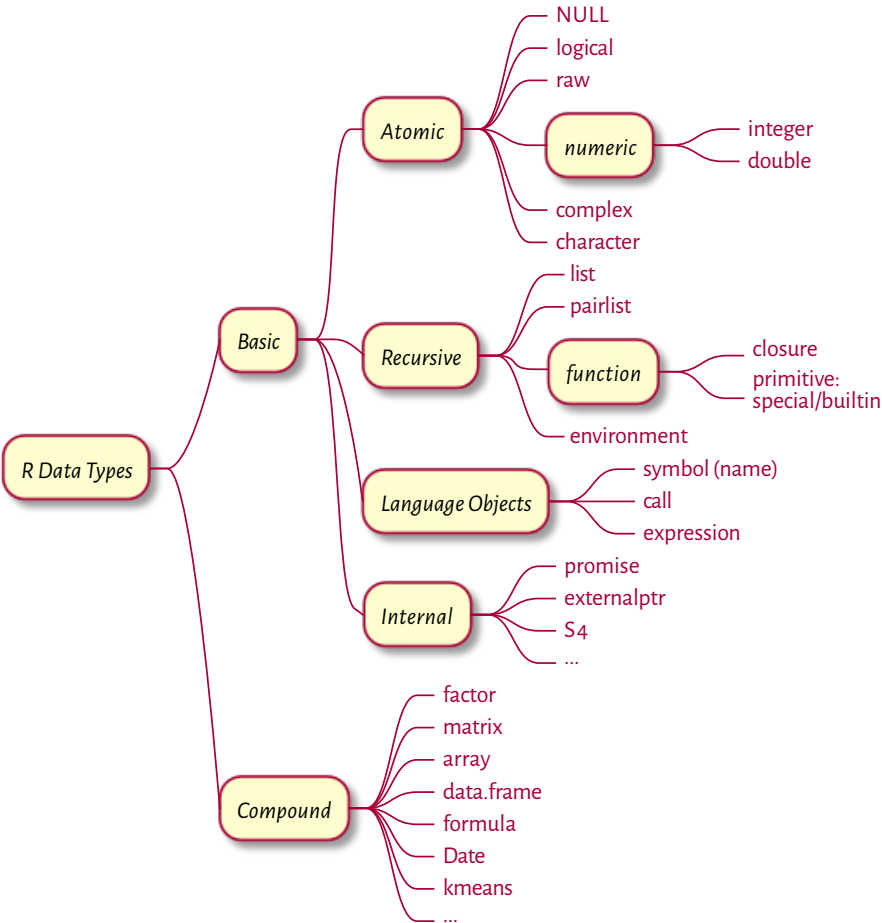 NULL
logical
raw
Atomic
numeric
integer
double
complex
character
list
pairlist
Basic
Recursive
function
closure
primitive:
special/builtin
environment
R Data Types
symbol (name)
Language Objects
call
expression
promise
externalptr
Internal
S4
...
factor
matrix
array
data.frame
Compound
formula
Date
kmeans
...